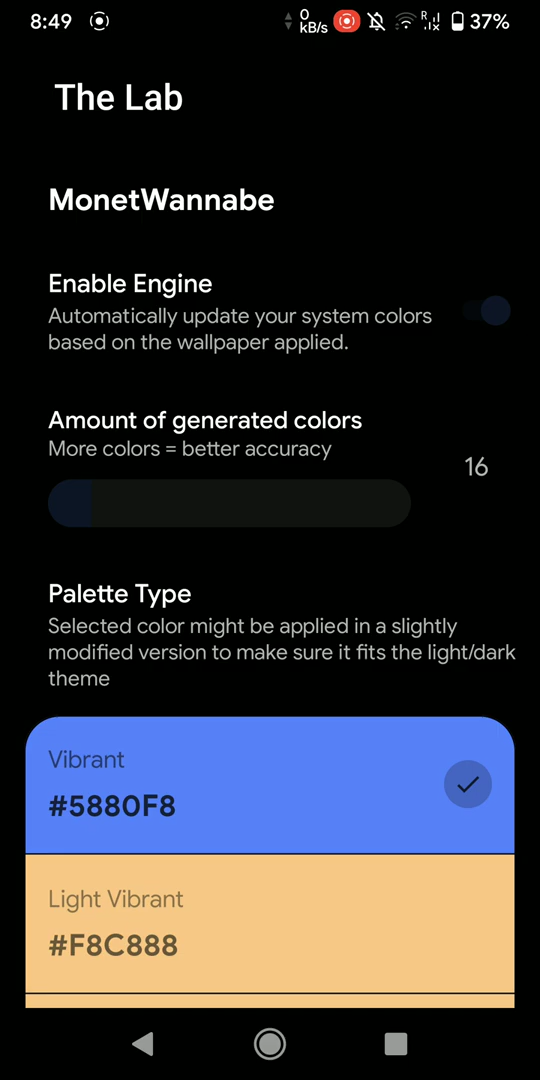 8:49
0
kB/s
R
37%
The Lab
MonetWannabe
Enable Engine
Automatically update your system colors
based on the wallpaper applied.
Amount of generated colors
More colors = better accuracy
16
Palette Type
Selected color might be applied in a slightly
modified version to make sure it fits the light/dark
theme
Vibrant
#5880F8
Light Vibrant
#F8C888